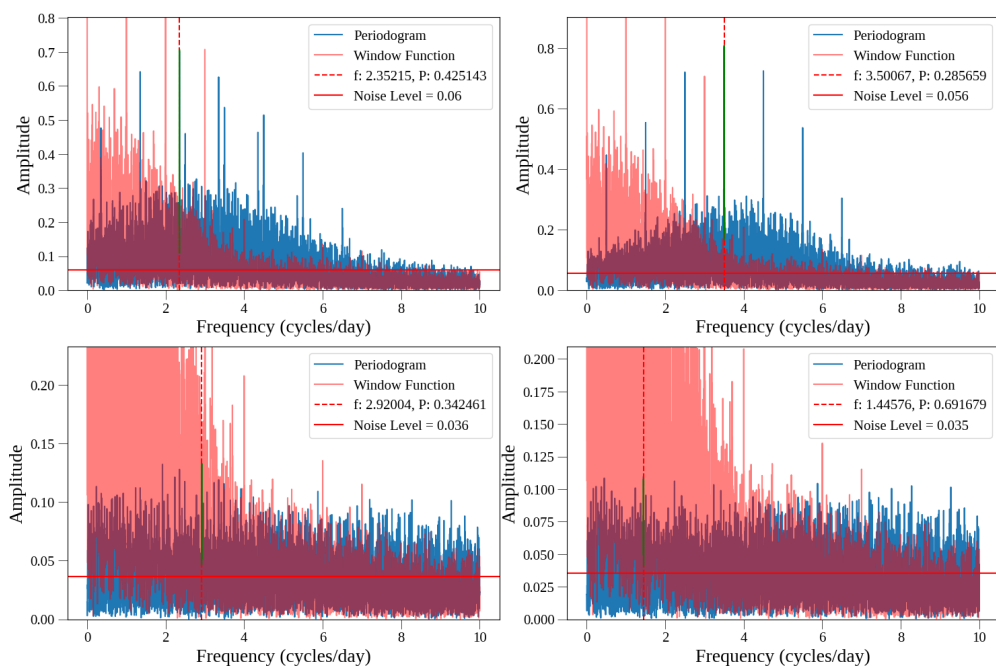 0.8
0.7
0.6
0.5
0.4
0.3
0.2
0.1
0.0
Amplitude
0 2 4 6 8 10
Frequency (cycles/day)
Periodogram
Window Function
f: 2.35215, P: 0.425143
Noise Level = 0.06
0.8
0.6
0.4
0.2
0.0
Amplitude
0 2 4 6 8 10
Frequency (cycles/day)
Periodogram
Window Function
f: 3.50067, P: 0.285659
Noise Level = 0.056
0.20
0.15
0.10
0.05
0.00
Amplitude
0 2 4 6 8 10
Frequency (cycles/day)
Periodogram
Window Function
f: 2.92004, P: 0.342461
Noise Level = 0.036
0.200
0.175
0.150
0.125
0.100
0.075
0.050
0.025
0.000
Amplitude
0 2 4 6 8 10
Frequency (cycles/day)
Periodogram
Window Function
f: 1.44576, P: 0.691679
Noise Level = 0.035